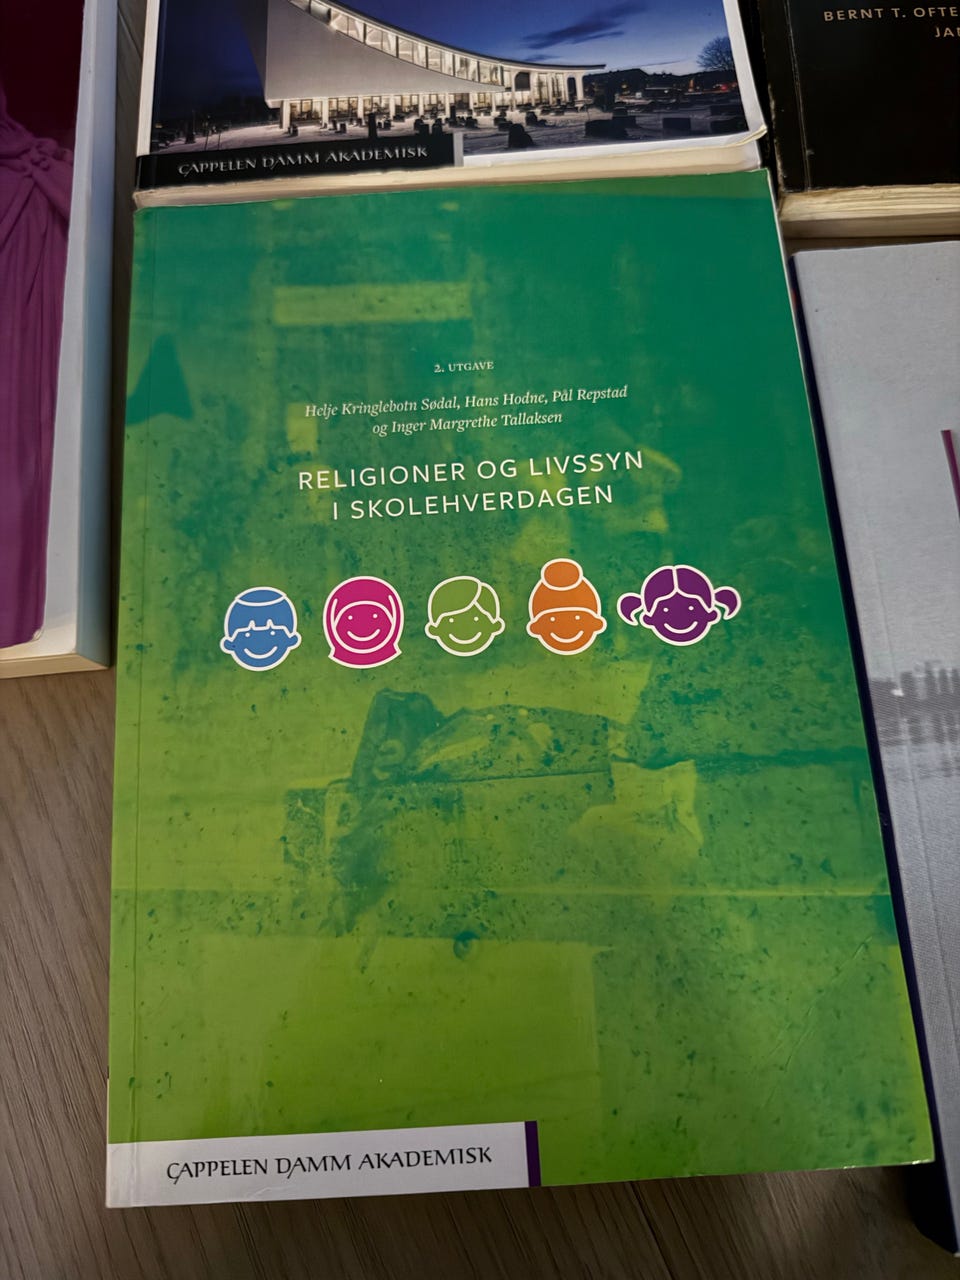 CAPPELEN DAMM AKADEMISK
BERNT T. OFTE
JA
2. UTGAVE
Helje Kringlebotn Sødal, Hans Hodne, Pål Repstad
og Inger Margrethe Tallaksen
RELIGIONER OG LIVSSYN
I SKOLEHVERDAGEN
CAPPELEN DAMM AKADEMISK